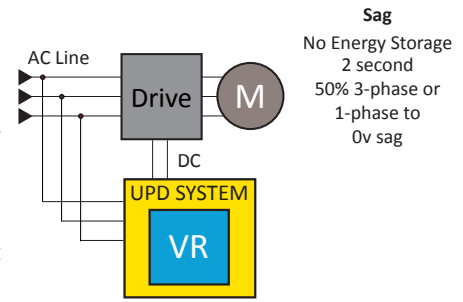 Sag
No Energy Storage
2 second
50% 3-phase or
1-phase to
0v sag
AC Line
Drive
M
DC
UPD SYSTEM
VR